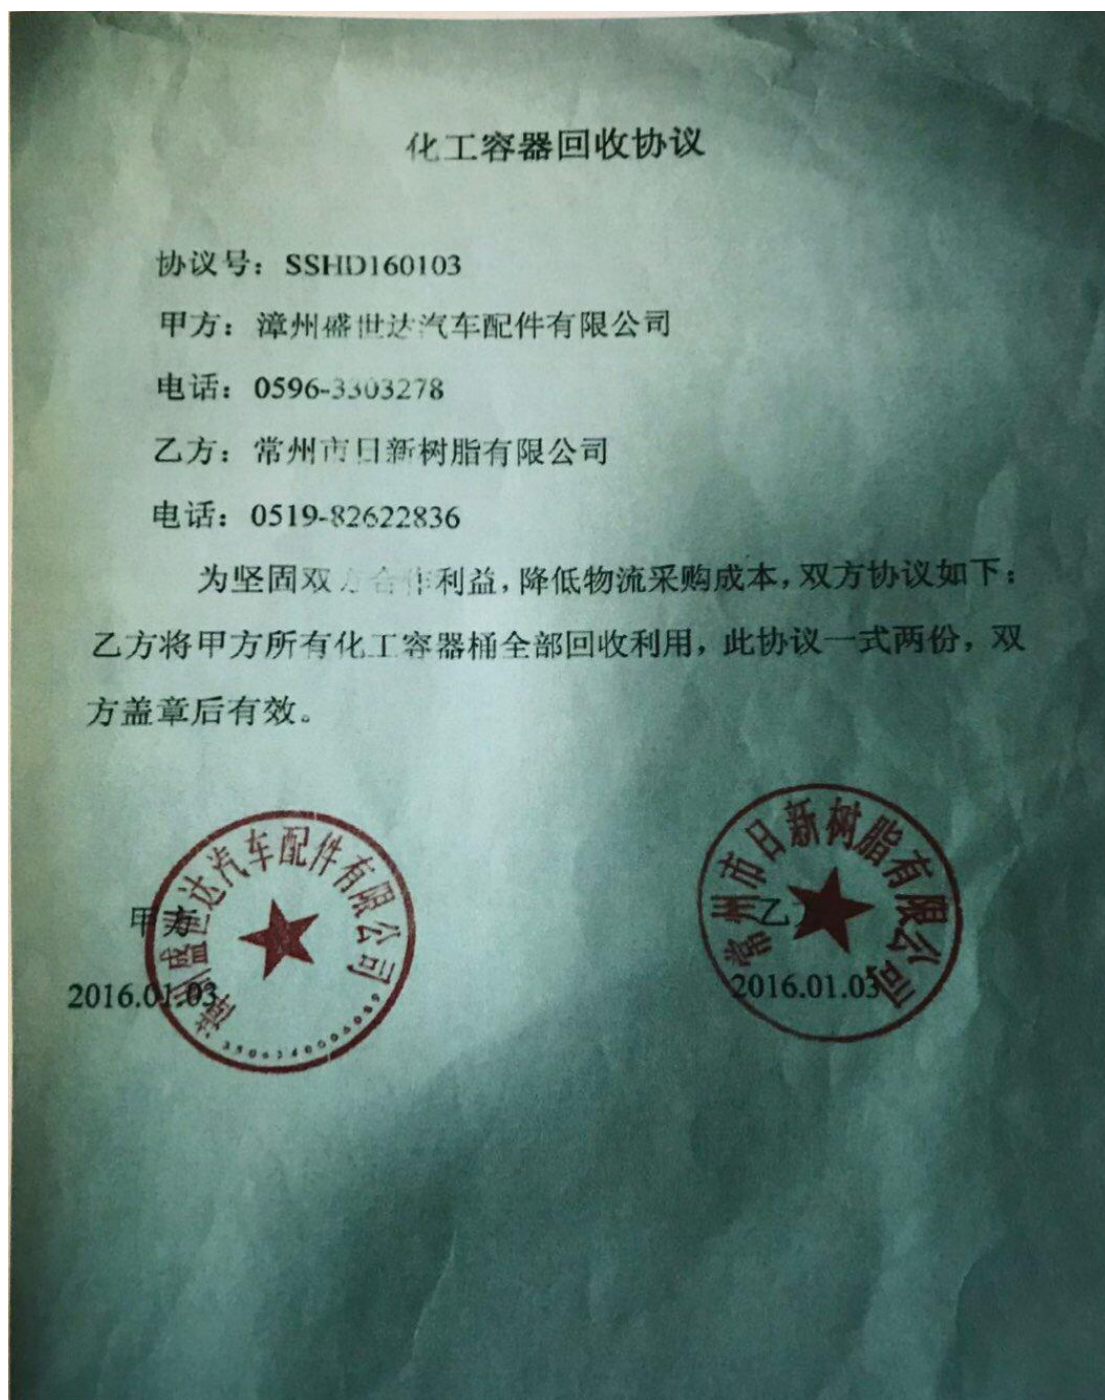 化工容器回收协议
协议号：SSHD160103
甲方：漳州盛世达汽车配件有限公司
电话：0596-3303278
乙方：常州市日新树脂有限公司
电话：0519-82622836
为坚固双方合作利益，降低物流采购成本，双方协议如下：
乙方将甲方所有化工容器桶全部回收利用，此协议一式两份，双
方盖章后有效。
漳州盛世达汽车配件有限公司
甲方
2016.01.03
常州市日新树脂有限公司
乙
2016.01.03